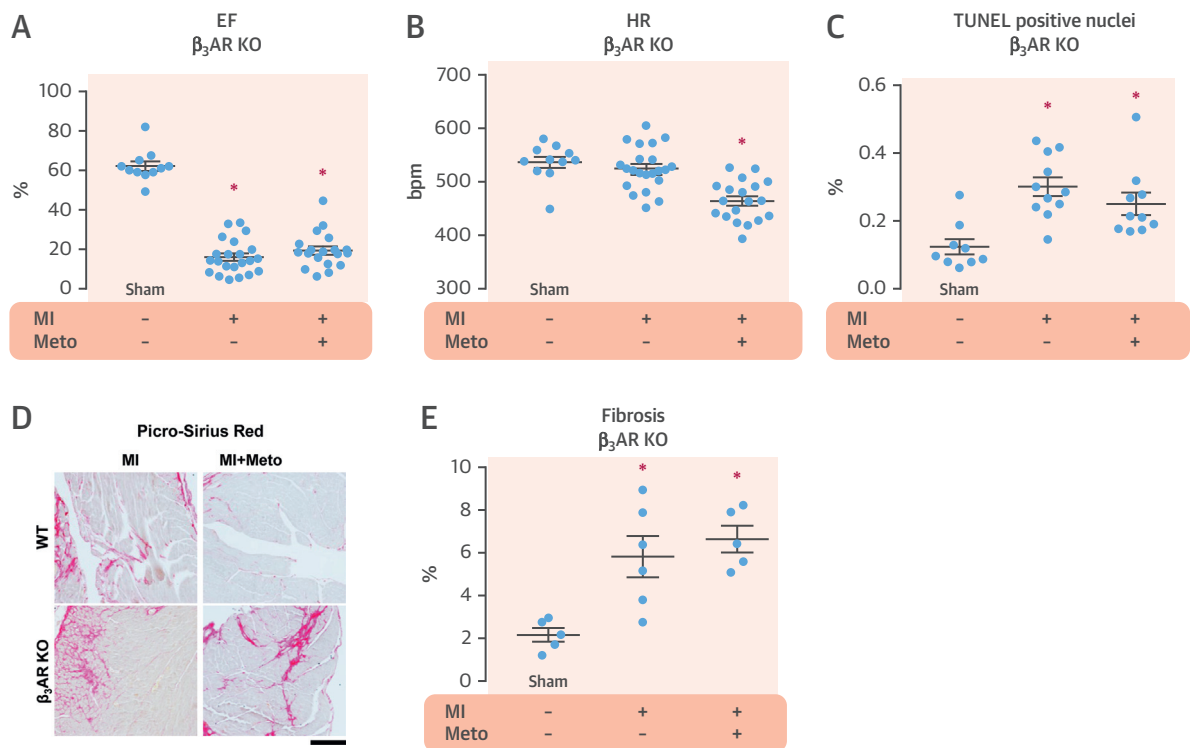 A
EF
β₃AR KO
%
100
80
60
40
20
0
*
*
Sham
MI – + +
Meto – – +
B
HR
β₃AR KO
bpm
700
600
500
400
300
*
Sham
MI – + +
Meto – – +
C
TUNEL positive nuclei
β₃AR KO
%
0.6
0.4
0.2
0.0
*
*
Sham
MI – + +
Meto – – +
D
Picro-Sirius Red
MI MI+Meto
WT
β₃AR KO
E
Fibrosis
β₃AR KO
%
10
8
6
4
2
0
*
*
Sham
MI – + +
Meto – – +